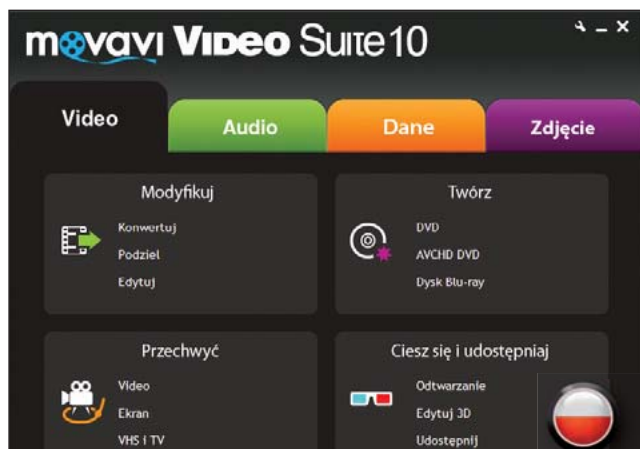 movavi VIDEO SUITE 10
Video
Audio
Dane
Zdjęcie
Modyfikuj
Konwertuj
Podziel
Edytuj
Twórz
DVD
AVCHD DVD
Dysk Blu-ray
Przechwyć
Video
Ekran
VHS i TV
Ciesz się i udostępniaj
Odtwarzanie
Edytuj 3D
Udostępnij